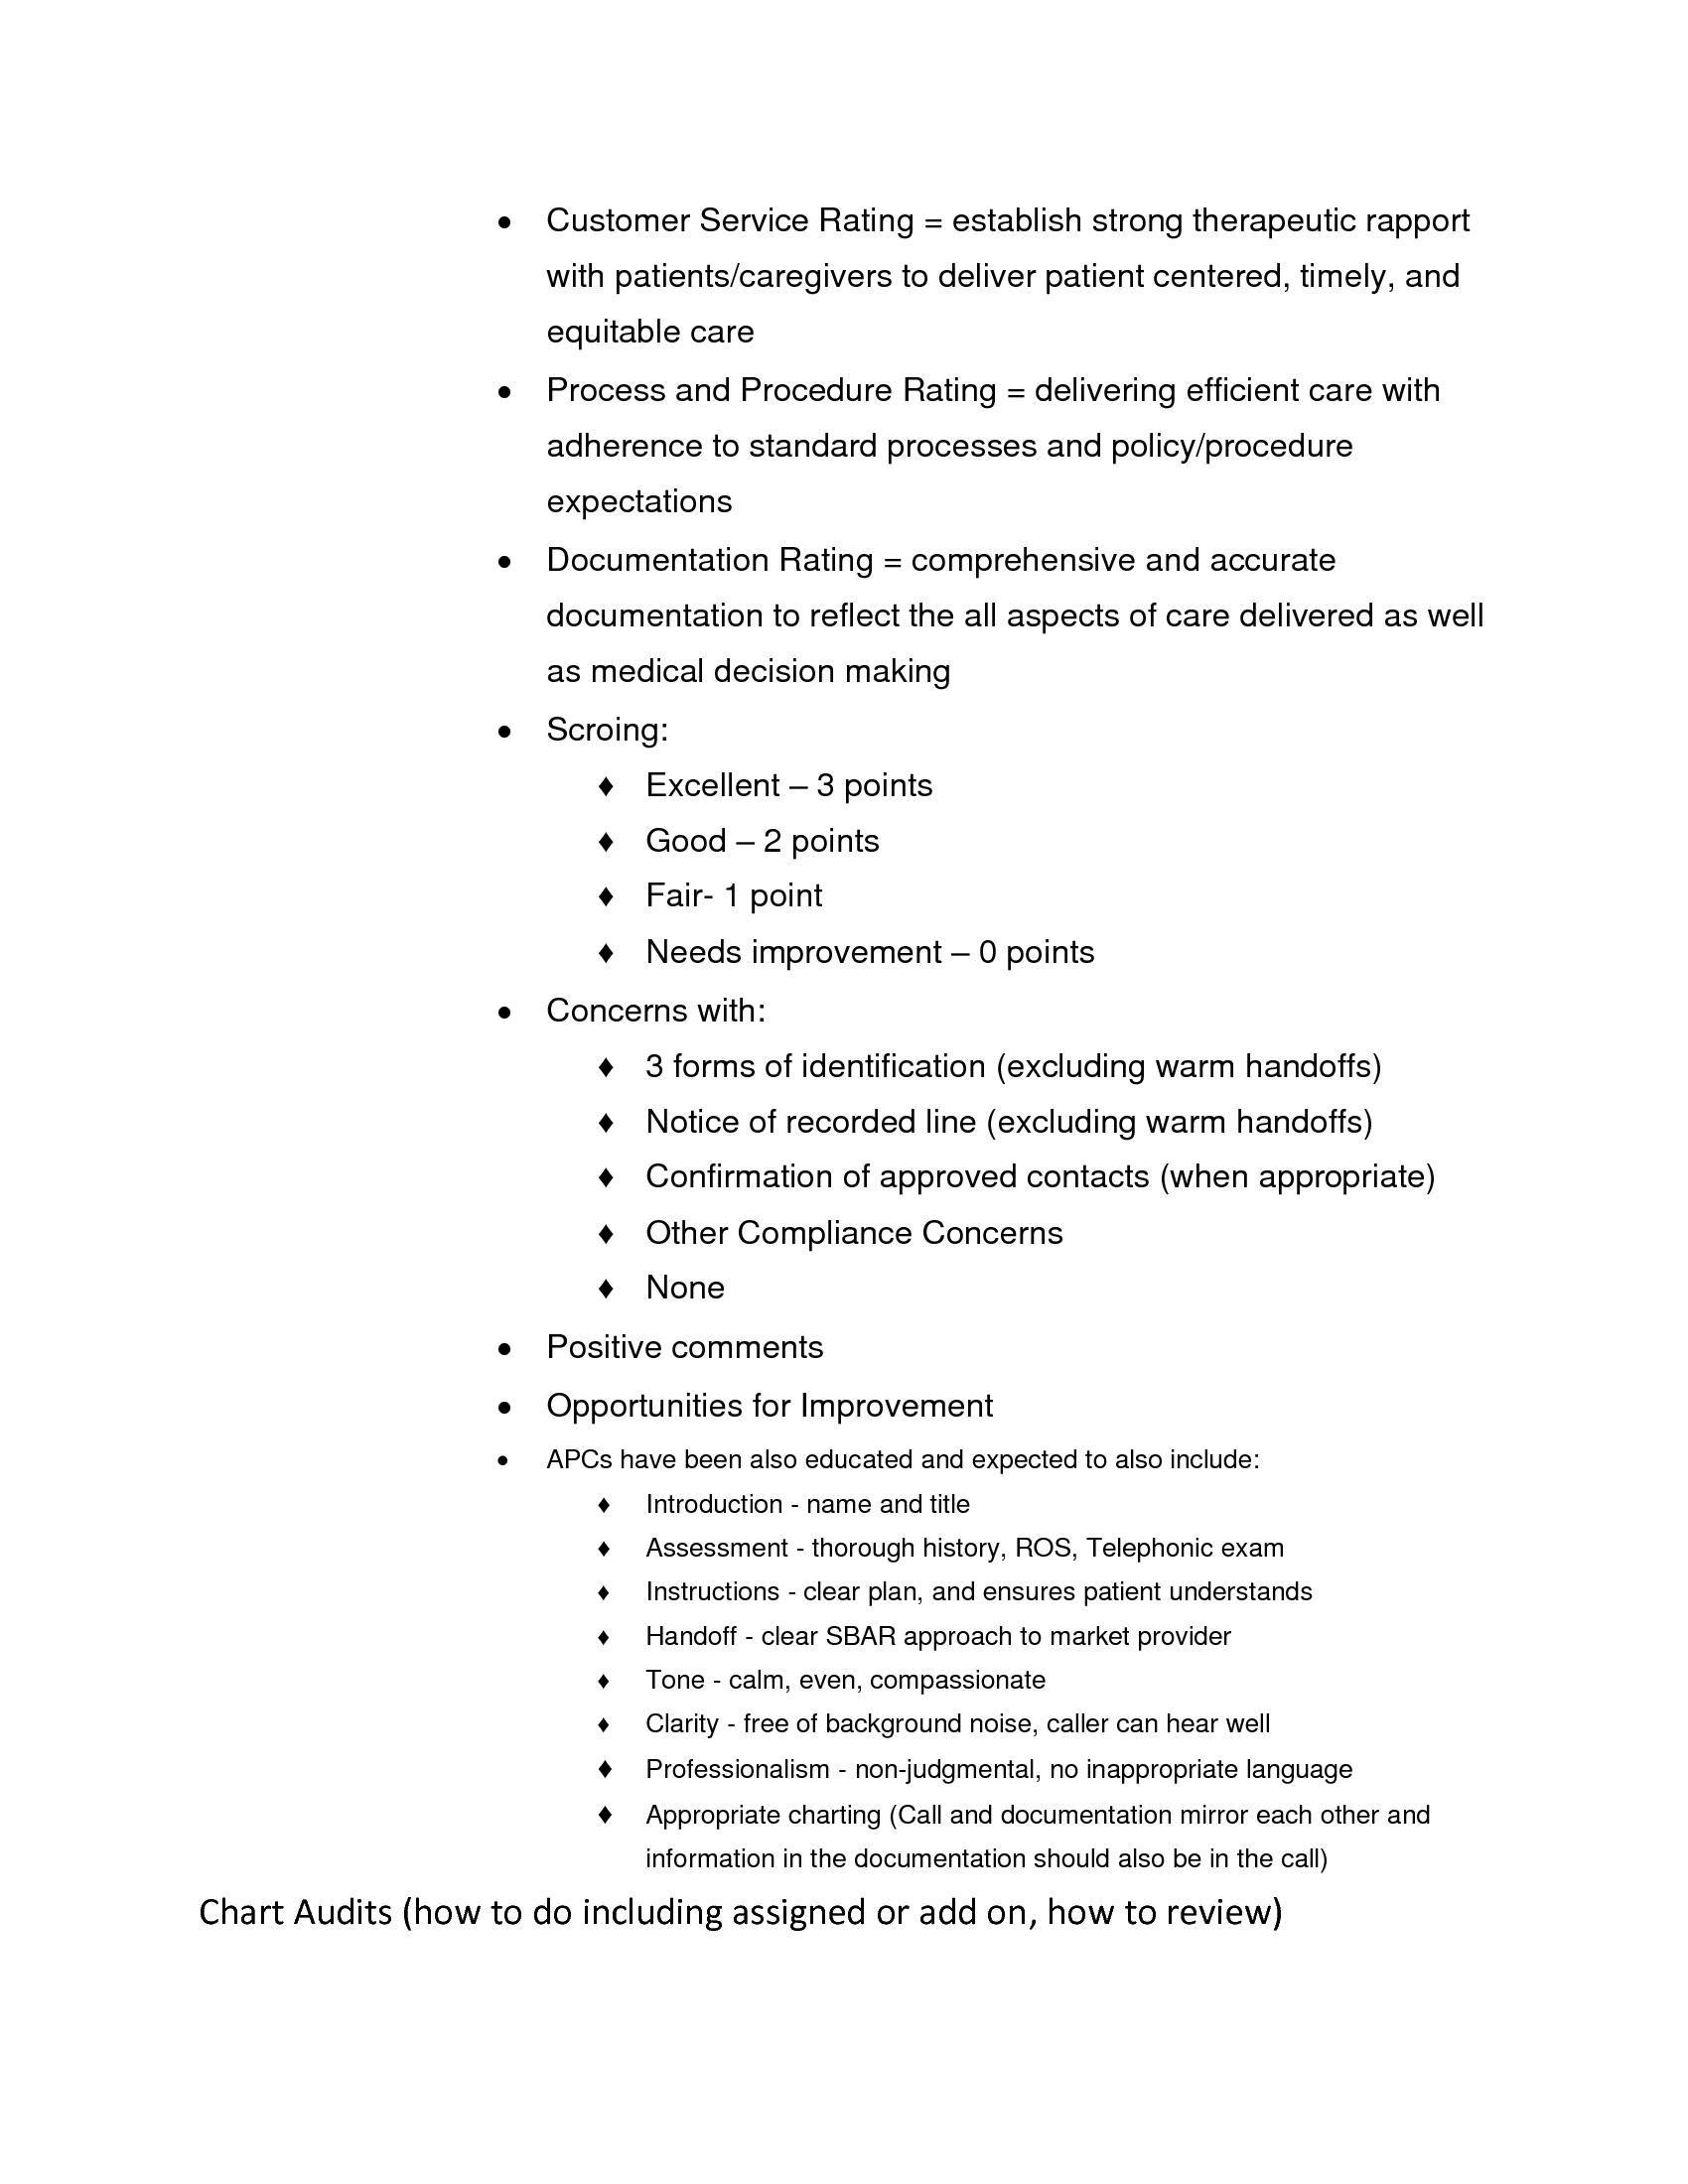 • Customer Service Rating = establish strong therapeutic rapport
with patients/caregivers to deliver patient centered, timely, and
equitable care
• Process and Procedure Rating = delivering efficient care with
adherence to standard processes and policy/procedure
expectations
• Documentation Rating = comprehensive and accurate
documentation to reflect the all aspects of care delivered as well
as medical decision making
• Scroing:
♦ Excellent – 3 points
♦ Good – 2 points
♦ Fair- 1 point
♦ Needs improvement – 0 points
• Concerns with:
♦ 3 forms of identification (excluding warm handoffs)
♦ Notice of recorded line (excluding warm handoffs)
♦ Confirmation of approved contacts (when appropriate)
♦ Other Compliance Concerns
♦ None
• Positive comments
• Opportunities for Improvement
• APCs have been also educated and expected to also include:
♦ Introduction - name and title
♦ Assessment - thorough history, ROS, Telephonic exam
♦ Instructions - clear plan, and ensures patient understands
♦ Handoff - clear SBAR approach to market provider
♦ Tone - calm, even, compassionate
♦ Clarity - free of background noise, caller can hear well
♦ Professionalism - non-judgmental, no inappropriate language
♦ Appropriate charting (Call and documentation mirror each other and
information in the documentation should also be in the call)
Chart Audits (how to do including assigned or add on, how to review)